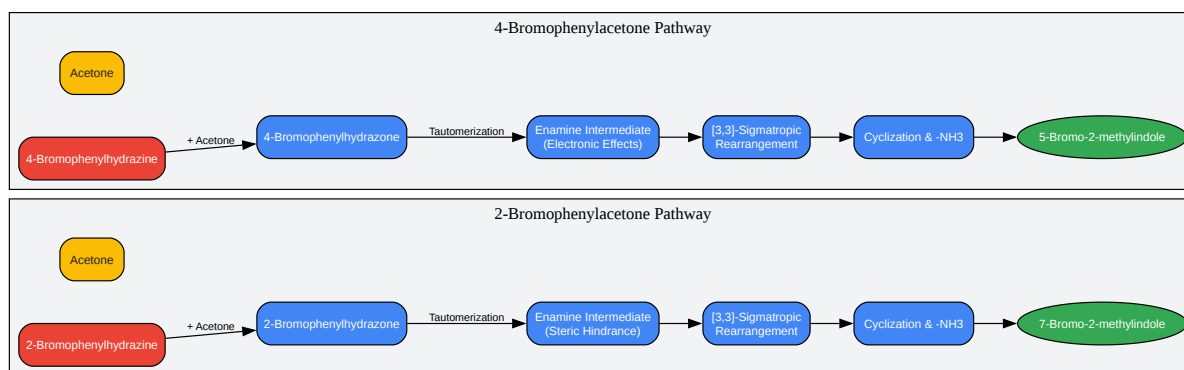 4-Bromophenylacetone Pathway
Acetone
4-Bromophenylhydrazine
+ Acetone
4-Bromophenylhydrazone
Tautomerization
Enamine Intermediate
(Electronic Effects)
[3,3]-Sigmatropic
Rearrangement
Cyclization & -NH3
5-Bromo-2-methylindole
2-Bromophenylacetone Pathway
Acetone
2-Bromophenylhydrazine
+ Acetone
2-Bromophenylhydrazone
Tautomerization
Enamine Intermediate
(Steric Hindrance)
[3,3]-Sigmatropic
Rearrangement
Cyclization & -NH3
7-Bromo-2-methylindole